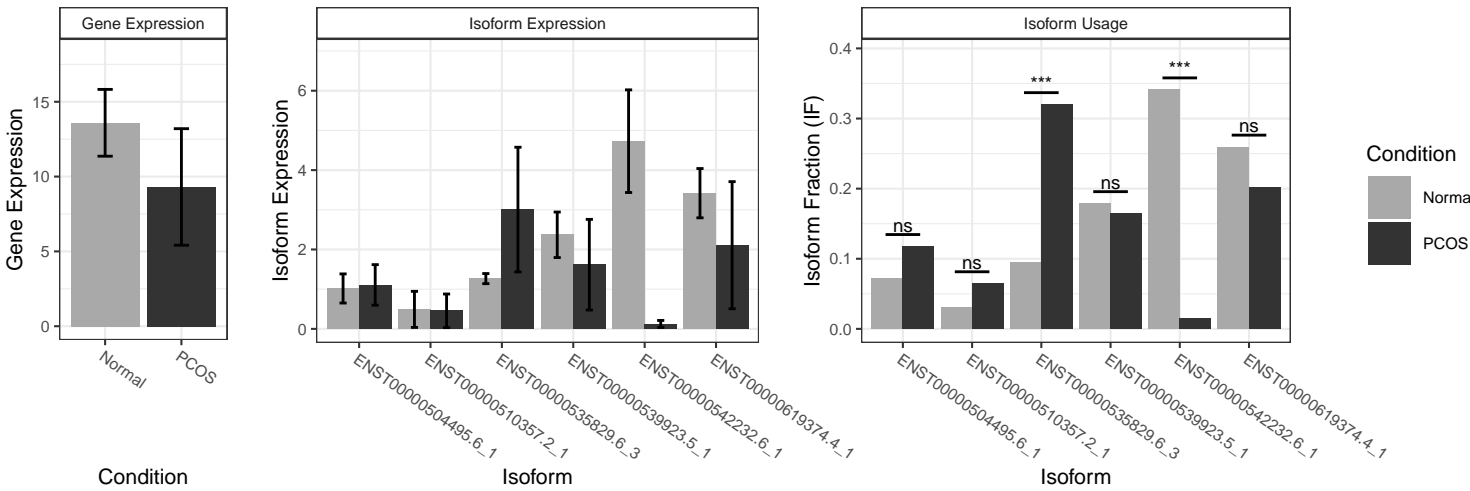 Gene Expression
Isoform Expression
Isoform Usage
Gene Expression
15
10
5
0
Normal
PCOS
Condition
Isoform Expression
6
4
2
0
ENST00000504495.6_1
ENST00000510357.2_1
ENST00000535829.6_3
ENST00000539923.5_1
ENST00000542232.6_1
ENST00000619374.4_1
Isoform
Isoform Fraction (IF)
0.4
0.3
0.2
0.1
0.0
ns
ns
***
ns
***
ns
ENST00000504495.6_1
ENST00000510357.2_1
ENST00000535829.6_3
ENST00000539923.5_1
ENST00000542232.6_1
ENST00000619374.4_1
Isoform
Condition
Norma
PCOS